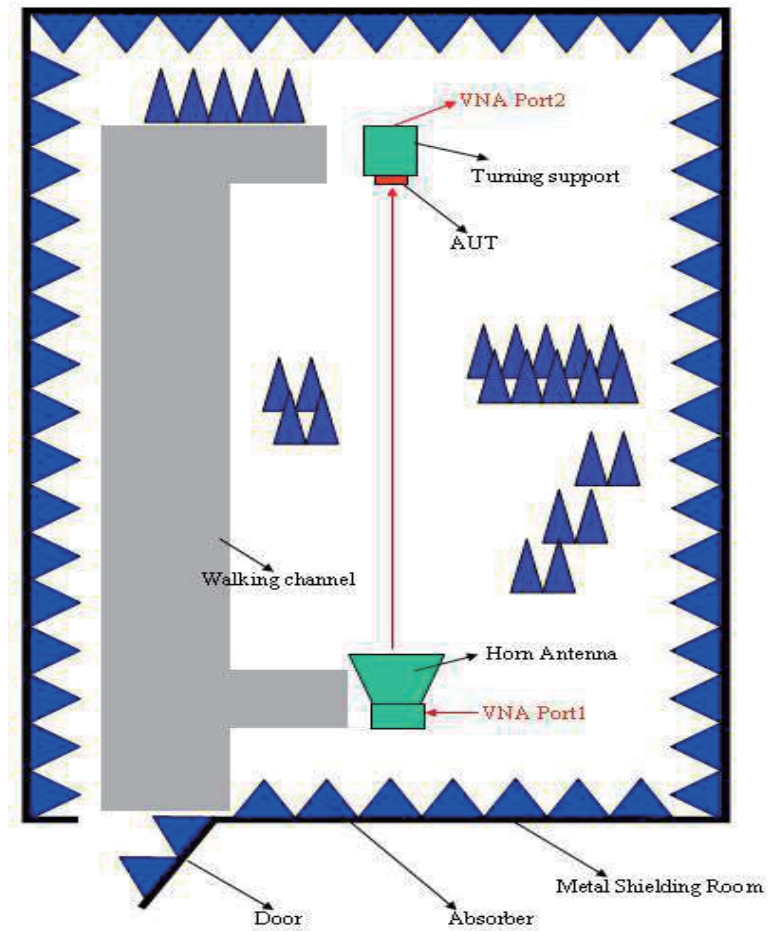 VNA Port2
Turning support
AUT
Walking channel
Horn Antenna
VNA Port1
Metal Shielding Room
Door
Absorber